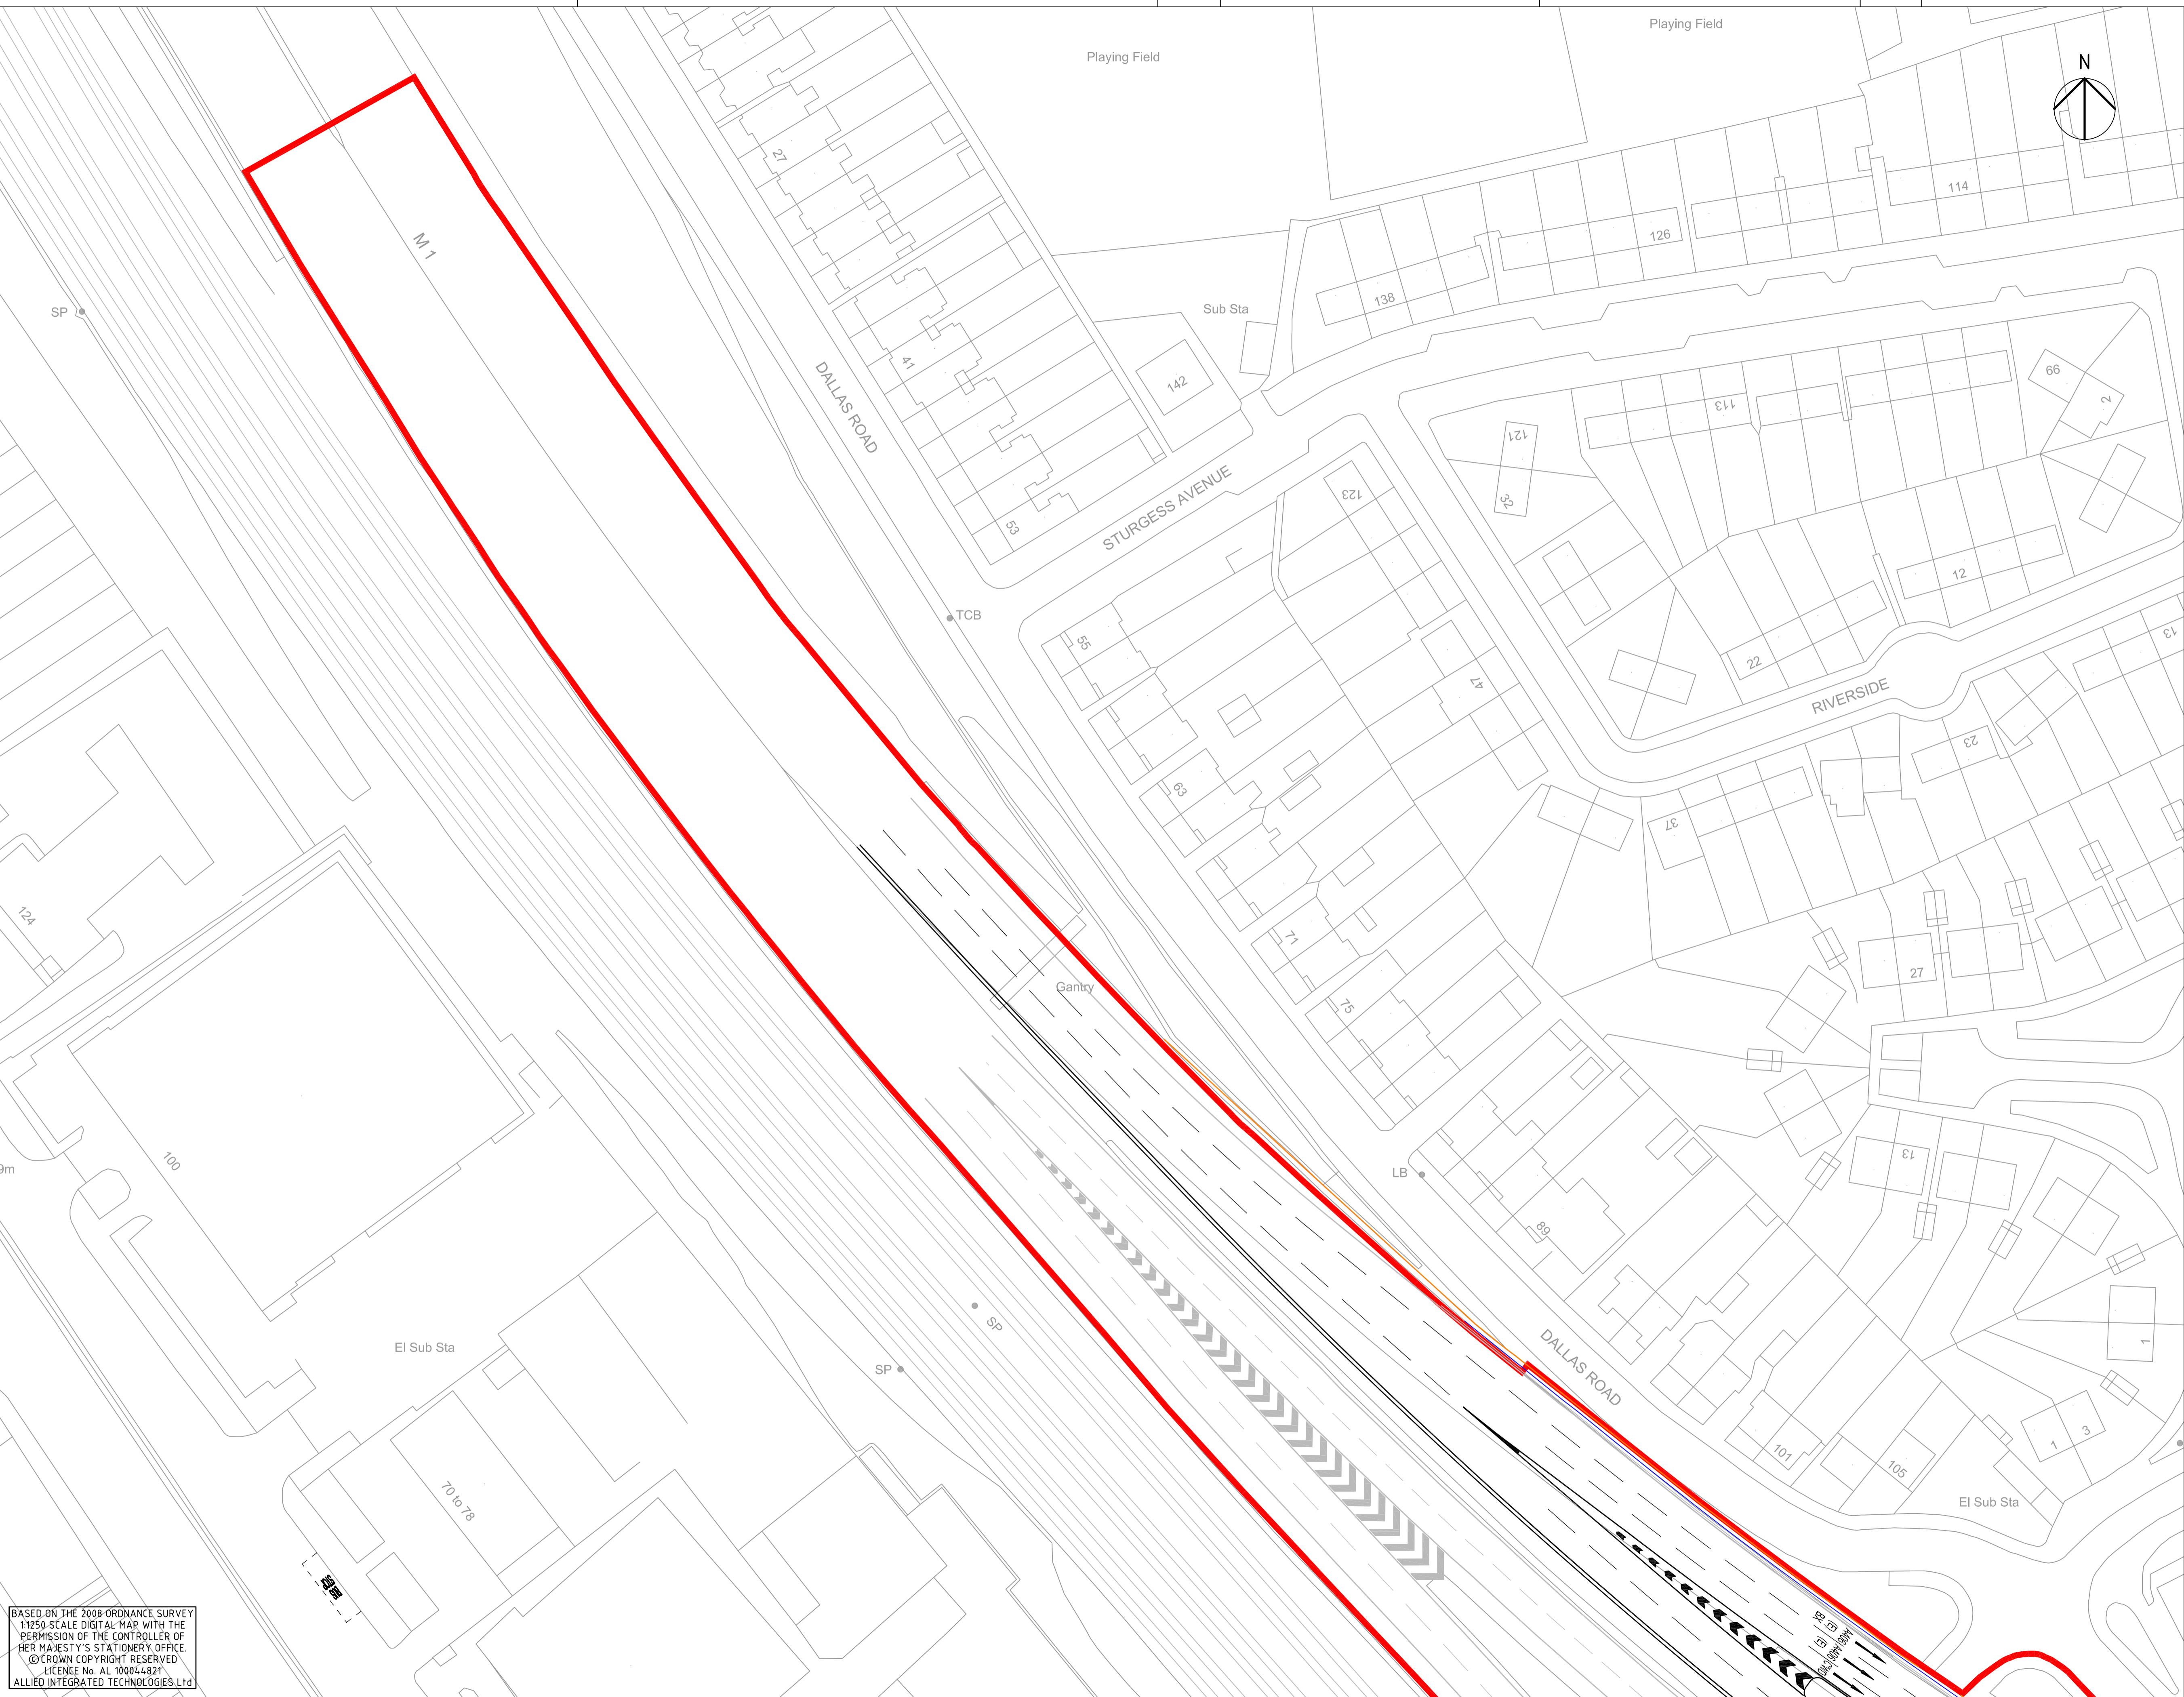 Playing Field
Playing Field
N
27
114
M 1
126
SP
138
Sub Sta
DALLAS ROAD
41
142
66
2
113
121
32
123
53
STURGESS AVENUE
12
TCB
55
13
22
47
RIVERSIDE
23
63
37
124
71
27
Gantry
75
9m
100
LB
13
89
SP
1
El Sub Sta
DALLAS ROAD
SP
101
1
3
105
El Sub Sta
70 to 78
BASED ON THE 2008 ORDNANCE SURVEY
1:1250 SCALE DIGITAL MAP WITH THE
PERMISSION OF THE CONTROLLER OF
HER MAJESTY'S STATIONERY OFFICE.
© CROWN COPYRIGHT RESERVED
LICENCE No. AL 100044821
ALLIED INTEGRATED TECHNOLOGIES Ltd